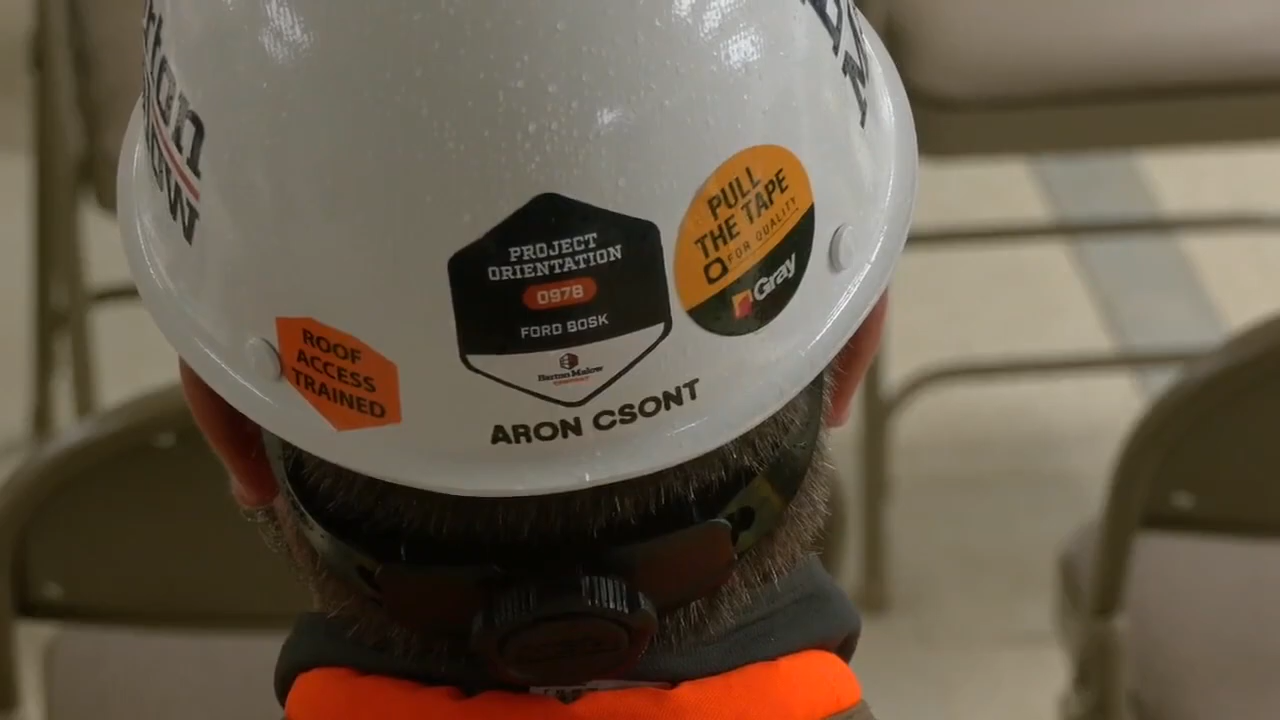 PULL
THE TAPE
FOR QUALITY
Gray
PROJECT
ORIENTATION
0978
FORD BOSK
Barton Malow
ROOF
ACCESS
TRAINED
ARON CSONT